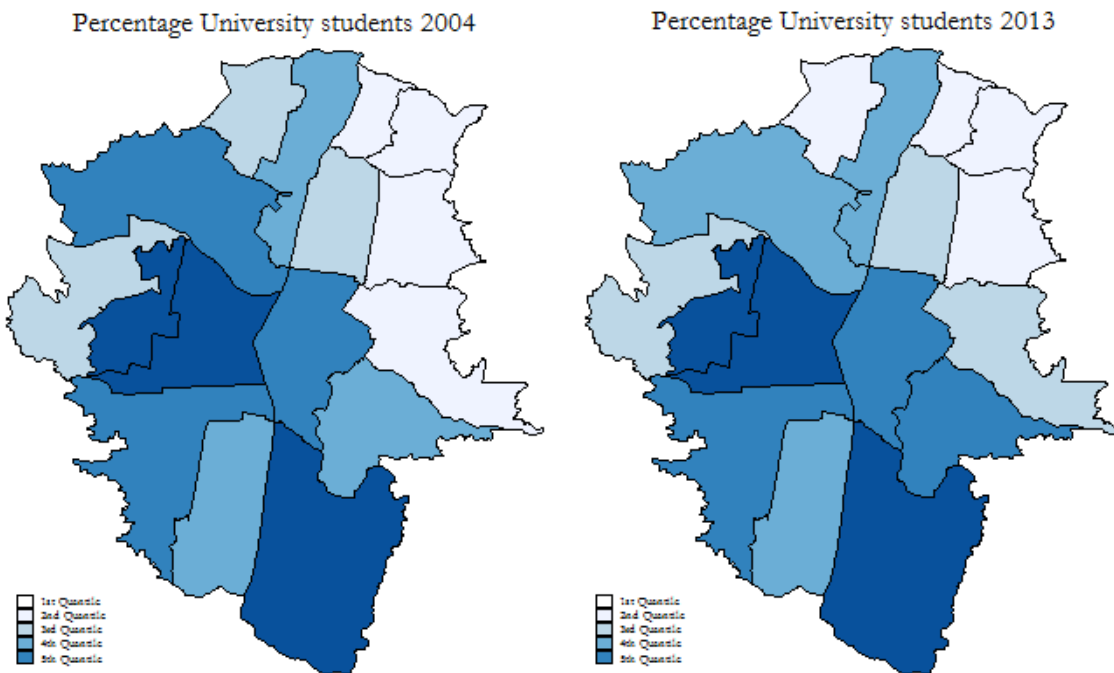 Percentage University students 2004
Percentage University students 2013
1st Quantile
2nd Quantile
3rd Quantile
4th Quantile
5th Quantile
1st Quantile
2nd Quantile
3rd Quantile
4th Quantile
5th Quantile